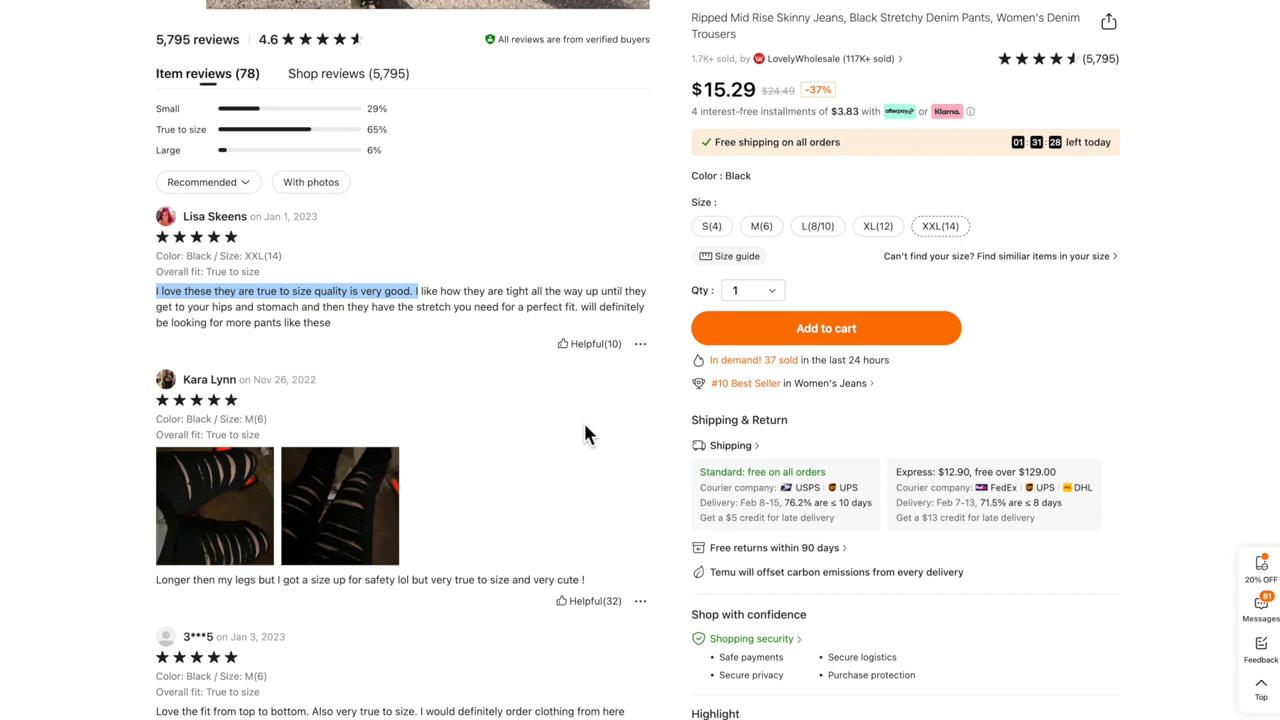 5,795 reviews 4.6
All reviews are from verified buyers
Item reviews (78) Shop reviews (5,795)
Small 29%
True to size 65%
Large 6%
Recommended With photos
Lisa Skeens on Jan 1, 2023
Color: Black / Size: XXL(14)
Overall fit: True to size
I love these they are true to size quality is very good. I like how they are tight all the way up until they
get to your hips and stomach and then they have the stretch you need for a perfect fit. will definitely
be looking for more pants like these
Helpful(10)
Kara Lynn on Nov 26, 2022
Color: Black / Size: M(6)
Overall fit: True to size
Longer then my legs but I got a size up for safety lol but very true to size and very cute !
Helpful(32)
3***5 on Jan 3, 2023
Color: Black / Size: M(6)
Overall fit: True to size
Love the fit from top to bottom. Also very true to size. I would definitely order clothing from here
Ripped Mid Rise Skinny Jeans, Black Stretchy Denim Pants, Women's Denim
Trousers
1.7K+ sold, by LW LovelyWholesale (117K+ sold)
(5,795)
$15.29 $24.49 -37%
4 interest-free installments of $3.83 with afterpay or Klarna.
Free shipping on all orders 01 : 31 : 28 left today
Color : Black
Size :
S(4) M(6) L(8/10) XL(12) XXL(14)
Size guide Can't find your size? Find similiar items in your size
Qty : 1
Add to cart
In demand! 37 sold in the last 24 hours
#10 Best Seller in Women's Jeans
Shipping & Return
Shipping
Standard: free on all orders
Courier company: USPS UPS
Delivery: Feb 8-15, 76.2% are ≤ 10 days
Get a $5 credit for late delivery
Express: $12.90, free over $129.00
Courier company: FedEx UPS DHL
Delivery: Feb 7-13, 71.5% are ≤ 8 days
Get a $13 credit for late delivery
Free returns within 90 days
Temu will offset carbon emissions from every delivery
Shop with confidence
Shopping security
• Safe payments • Secure logistics
• Secure privacy • Purchase protection
Highlight
20% OFF
81
Messages
Feedback
Top